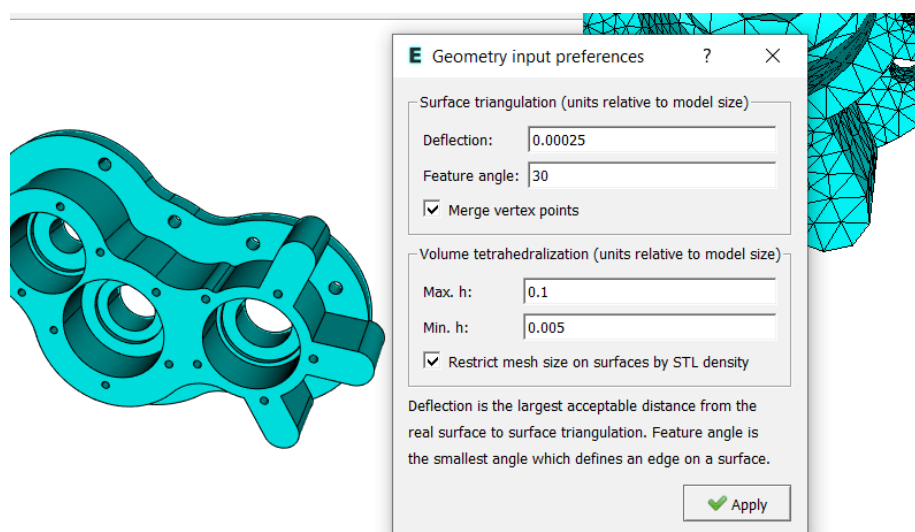 E Geometry input preferences ?
Surface triangulation (units relative to model size)
Deflection: 0.00025
Feature angle: 30
Merge vertex points
Volume tetrahedralization (units relative to model size)
Max. h: 0.1
Min. h: 0.005
Restrict mesh size on surfaces by STL density
Deflection is the largest acceptable distance from the
real surface to surface triangulation. Feature angle is
the smallest angle which defines an edge on a surface.
Apply